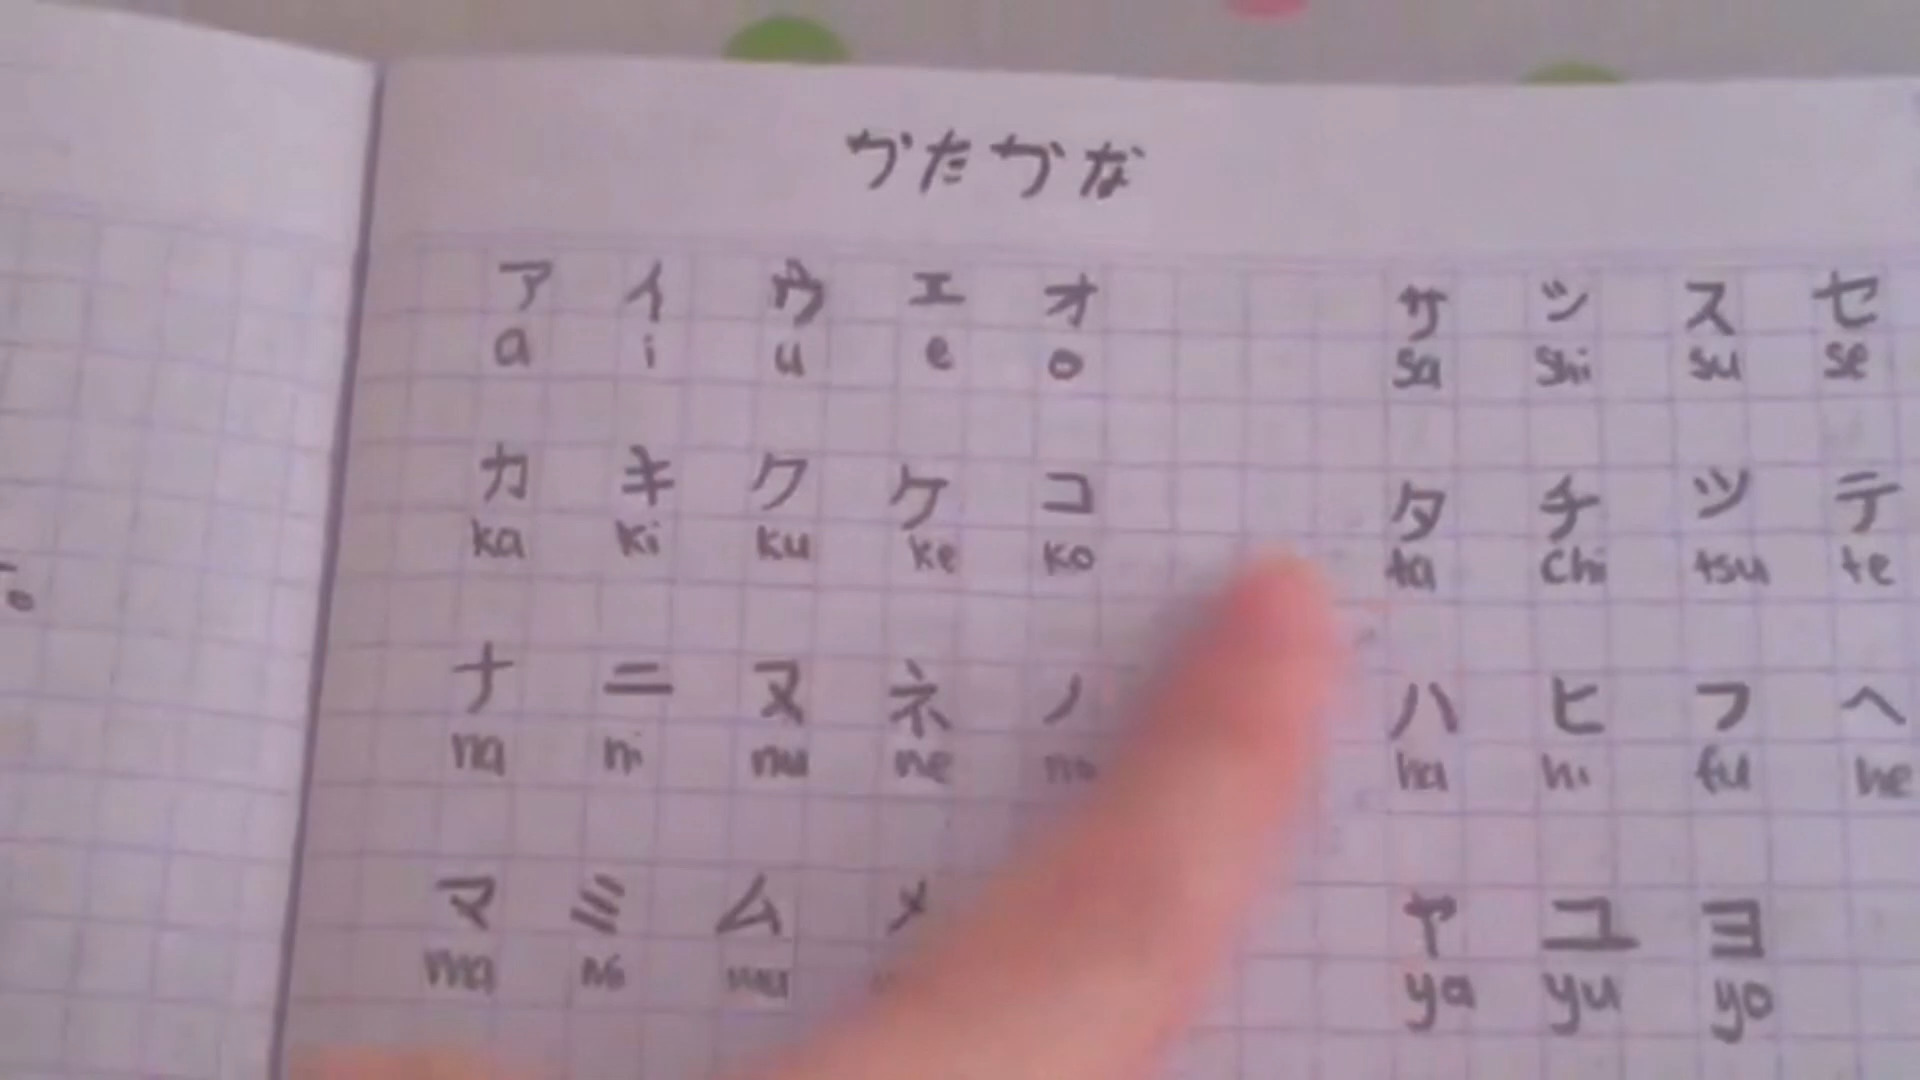 かたかな
ア イ ウ エ オ サ ツ ス セ
a i u e o sa shi su se
カ キ ク ケ コ タ チ ツ テ
ka ki ku ke ko ta chi tsu te
ナ ニ ヌ ネ ノ ハ ヒ フ ヘ
na ni nu ne no ha hi fu he
マ ミ ム メ ヤ ユ ヨ
ma mu ya yu yo